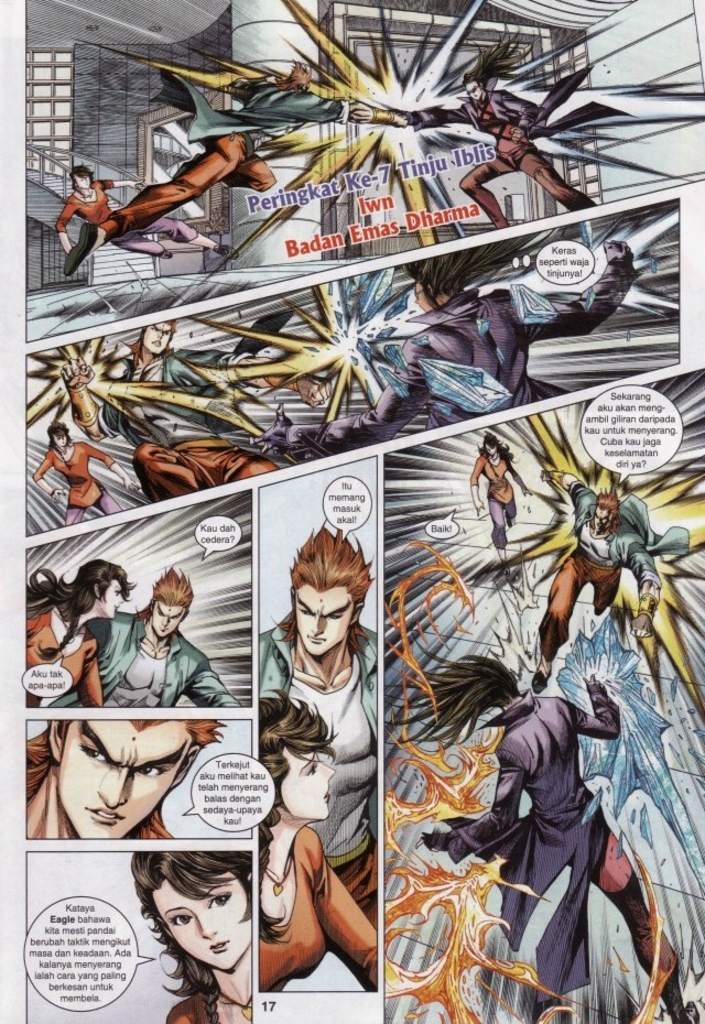 Peringkat Ke-7 Tinju Iblis
lwn
Badan Emas Dharma
Keras
seperti waja
tinjunya!
Kau dah
cedera?
Aku tak
apa-apa!
Terkejut
aku melihat kau
telah menyerang
balas dengan
sedaya-upaya
kau!
Kataya
Eagle bahawa
kita mesti pandai
berubah taktik mengikut
masa dan keadaan. Ada
kalanya menyerang
ialah cara yang paling
berkesan untuk
membela.
Itu
memang
masuk
akal!
Sekarang
aku akan meng-
ambil giliran daripada
kau untuk menyerang.
Cuba kau jaga
keselamatan
diri ya?
Baik!
17